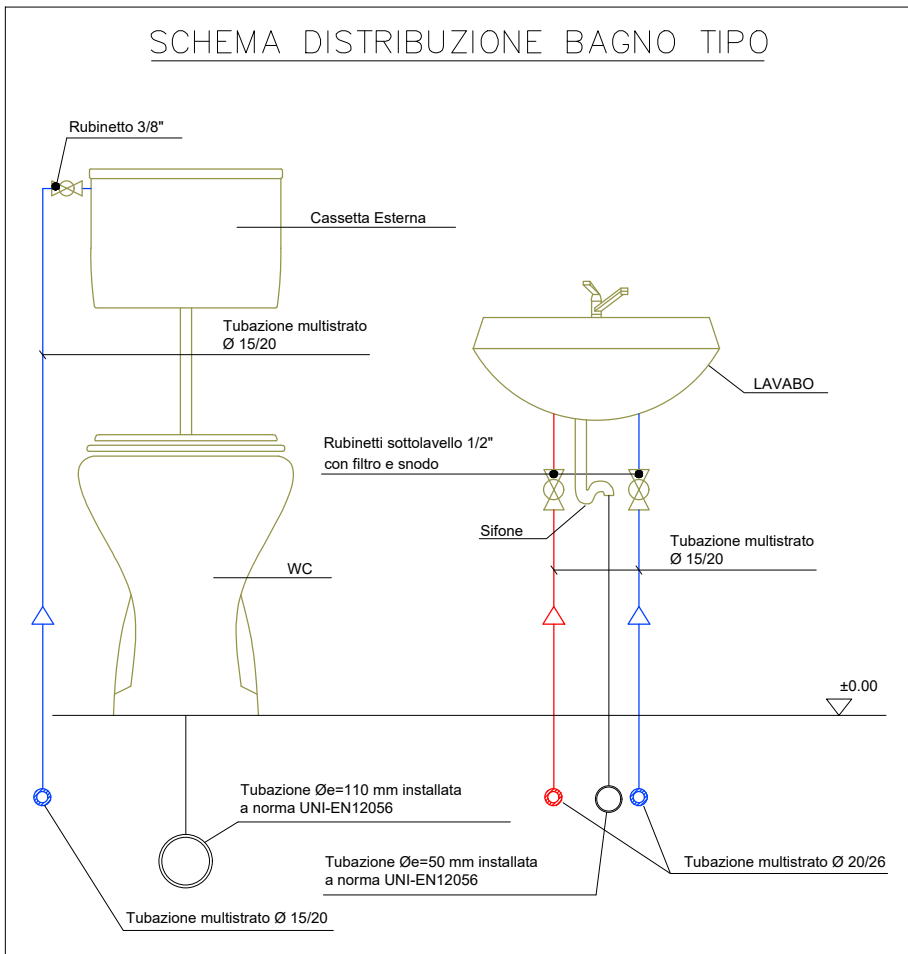 SCHEMA DISTRIBUZIONE BAGNO TIPO
Rubinetto 3/8"
Cassetta Esterna
Tubazione multistrato
Ø 15/20
LAVABO
Rubinetti sottolavello 1/2"
con filtro e snodo
Sifone
Tubazione multistrato
Ø 15/20
WC
±0.00
Tubazione Øe=110 mm installata
a norma UNI-EN12056
Tubazione Øe=50 mm installata
a norma UNI-EN12056
Tubazione multistrato Ø 20/26
Tubazione multistrato Ø 15/20